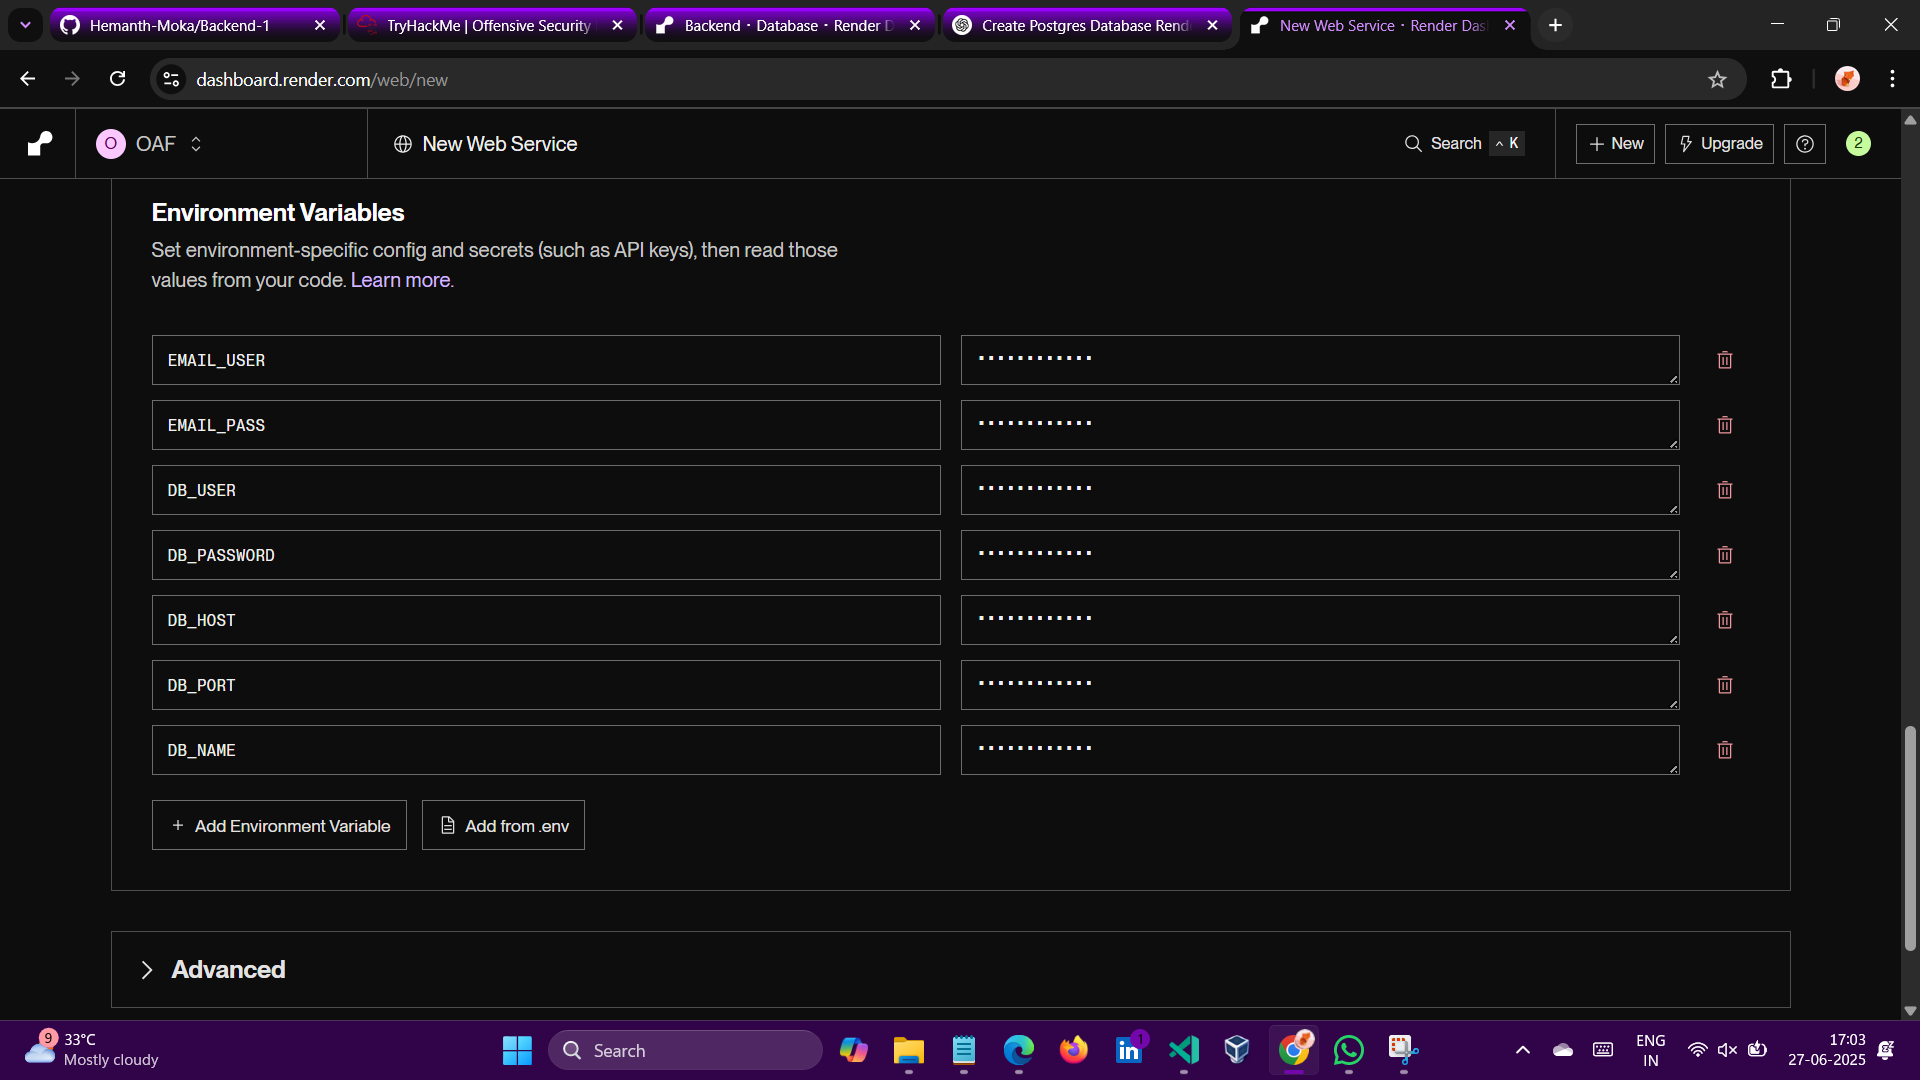 Hemanth-Moka/Backend-1
TryHackMe | Offensive Security
Backend · Database · Render D
Create Postgres Database Rend
New Web Service · Render Das
dashboard.render.com/web/new
O OAF
New Web Service
Search ^ K
+ New
Upgrade
2
Environment Variables
Set environment-specific config and secrets (such as API keys), then read those
values from your code. Learn more.
EMAIL_USER ············
EMAIL_PASS ············
DB_USER ············
DB_PASSWORD ············
DB_HOST ············
DB_PORT ············
DB_NAME ············
+ Add Environment Variable
Add from .env
Advanced
9
33°C
Mostly cloudy
Search
1
ENG
IN
17:03
27-06-2025